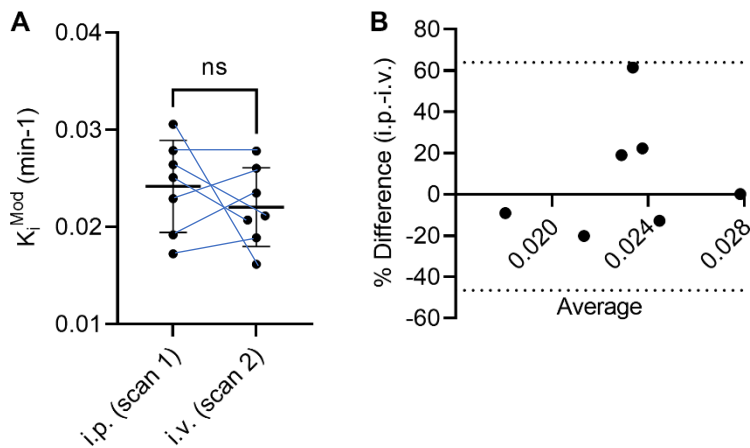 A
K_i^Mod (min-1)
0.04
0.03
0.02
0.01
ns
i.p. (scan 1)
i.v. (scan 2)
B
% Difference (i.p.-i.v.)
80
60
40
20
0
-20
-40
-60
0.020
0.024
0.028
Average